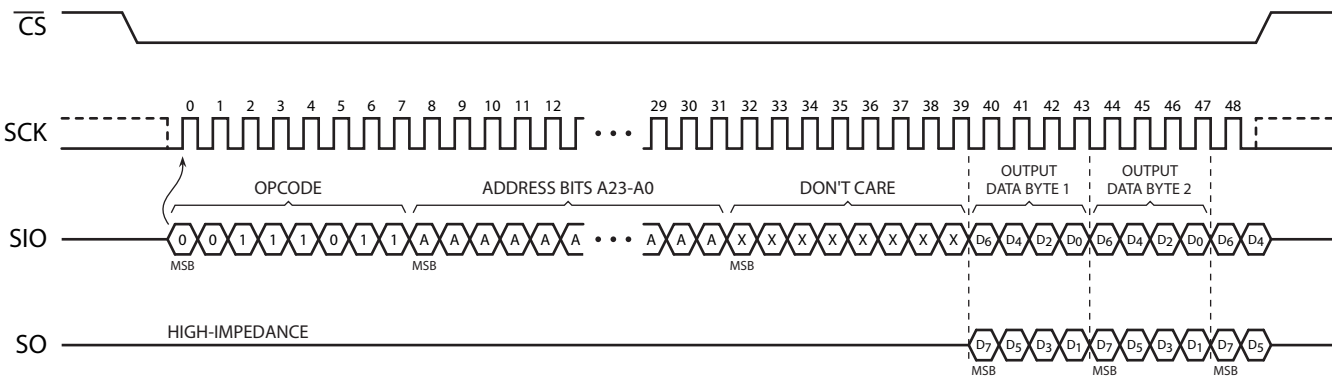 CS
0 1 2 3 4 5 6 7 8 9 10 11 12 29 30 31 32 33 34 35 36 37 38 39 40 41 42 43 44 45 46 47 48
SCK
OPCODE ADDRESS BITS A23-A0 DON'T CARE OUTPUT DATA BYTE 1 OUTPUT DATA BYTE 2
SIO 0 0 1 1 1 0 1 1 A A A A A A A A A X X X X X X X X D6 D4 D2 D0 D6 D4 D2 D0 D6 D4
MSB MSB MSB
HIGH-IMPEDANCE
SO D7 D5 D3 D1 D7 D5 D3 D1 D7 D5
MSB MSB MSB